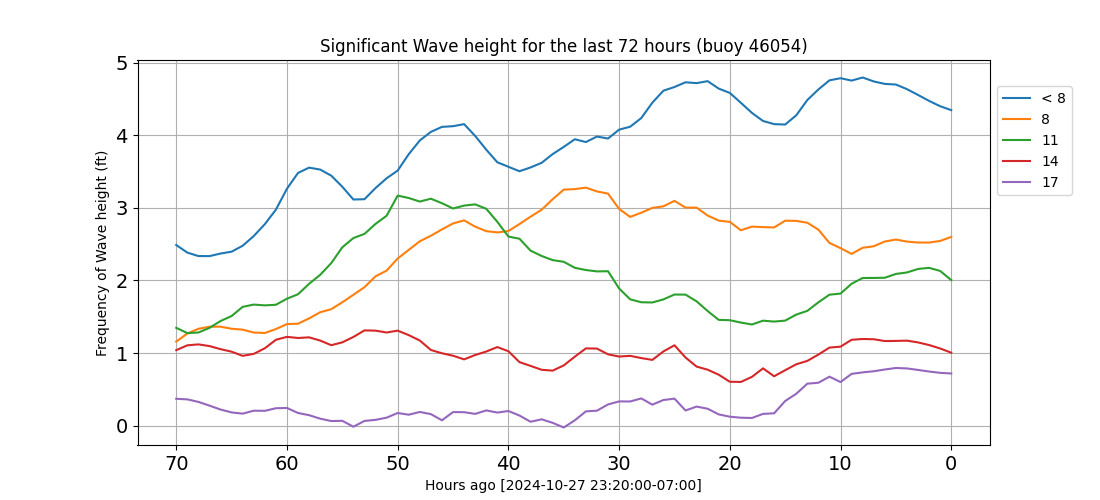 Significant Wave height for the last 72 hours (buoy 46054)
Frequency of Wave height (ft)
5
4
3
2
1
0
70 60 50 40 30 20 10 0
Hours ago [2024-10-27 23:20:00-07:00]
< 8
8
11
14
17